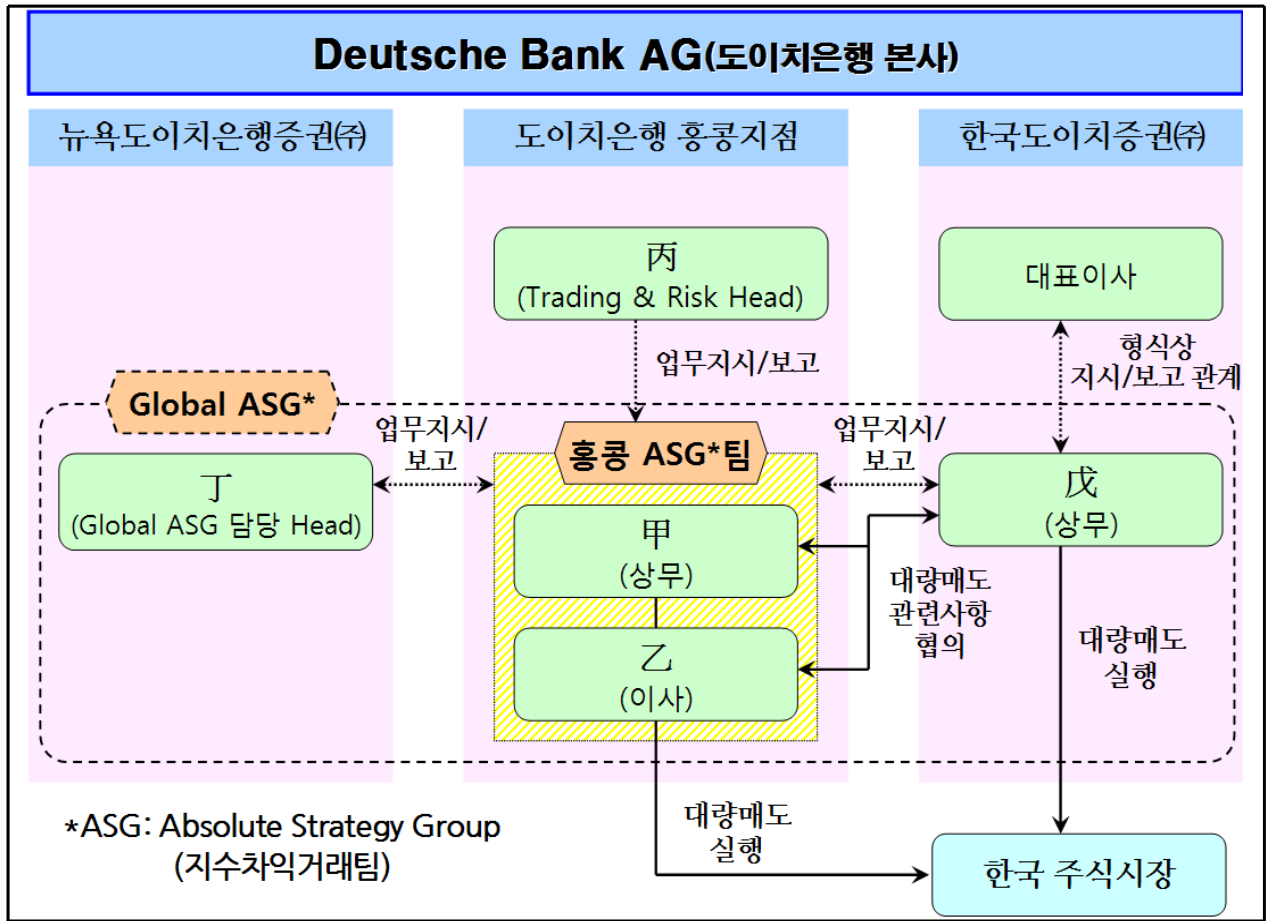 Deutsche Bank AG(도이치은행 본사)
뉴욕도이치은행증권㈜
도이치은행 홍콩지점
한국도이치증권㈜
丙
(Trading & Risk Head)
대표이사
업무지시/보고
형식상
지시/보고 관계
Global ASG*
업무지시/
보고
홍콩 ASG*팀
업무지시/
보고
丁
(Global ASG 담당 Head)
甲
(상무)
戊
(상무)
대량매도
관련사항
협의
乙
(이사)
대량매도
실행
*ASG: Absolute Strategy Group
(지수차익거래팀)
대량매도
실행
한국 주식시장